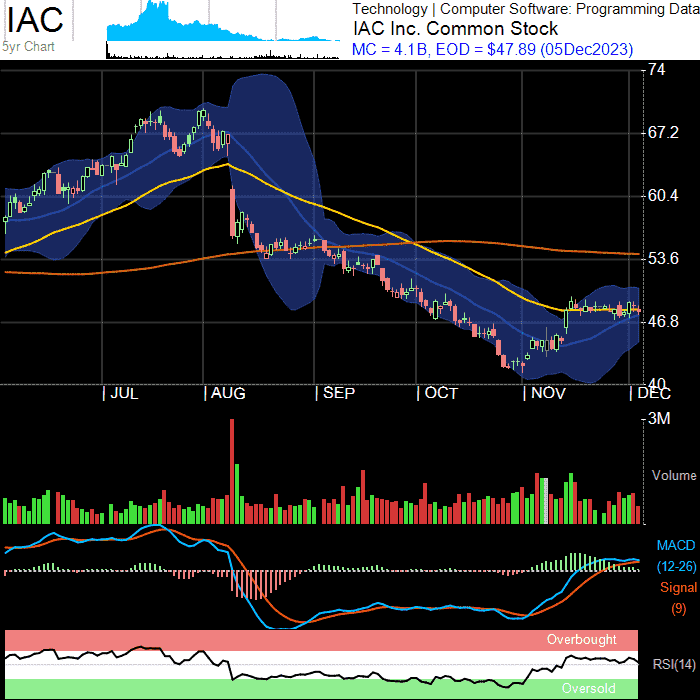 IAC
5yr Chart
Technology | Computer Software: Programming Data
IAC Inc. Common Stock
MC = 4.1B, EOD = $47.89 (05Dec2023)
74
67.2
60.4
53.6
46.8
40
| JUL | AUG | SEP | OCT | NOV | DEC
3M
Volume
MACD
(12-26)
Signal
(9)
Overbought
RSI(14)
Oversold